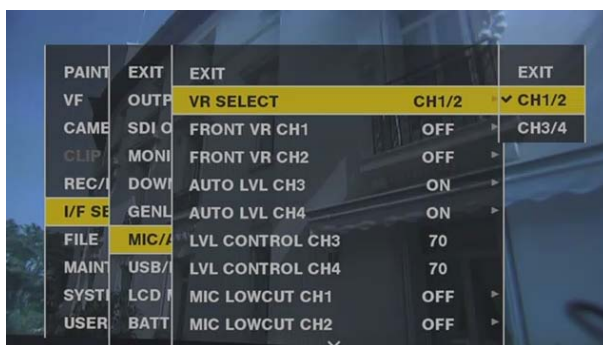 PAINT EXIT EXIT EXIT
VF OUTP VR SELECT CH1/2 CH1/2
CAME SDI O FRONT VR CH1 OFF CH3/4
CLIP MONI FRONT VR CH2 OFF
REC/ DOW AUTO LVL CH3 ON
I/F SE GENL AUTO LVL CH4 ON
FILE MIC/ LVL CONTROL CH3 70
MAIN USB/ LVL CONTROL CH4 70
SYST LCD MIC LOWCUT CH1 OFF
USER BATT MIC LOWCUT CH2 OFF